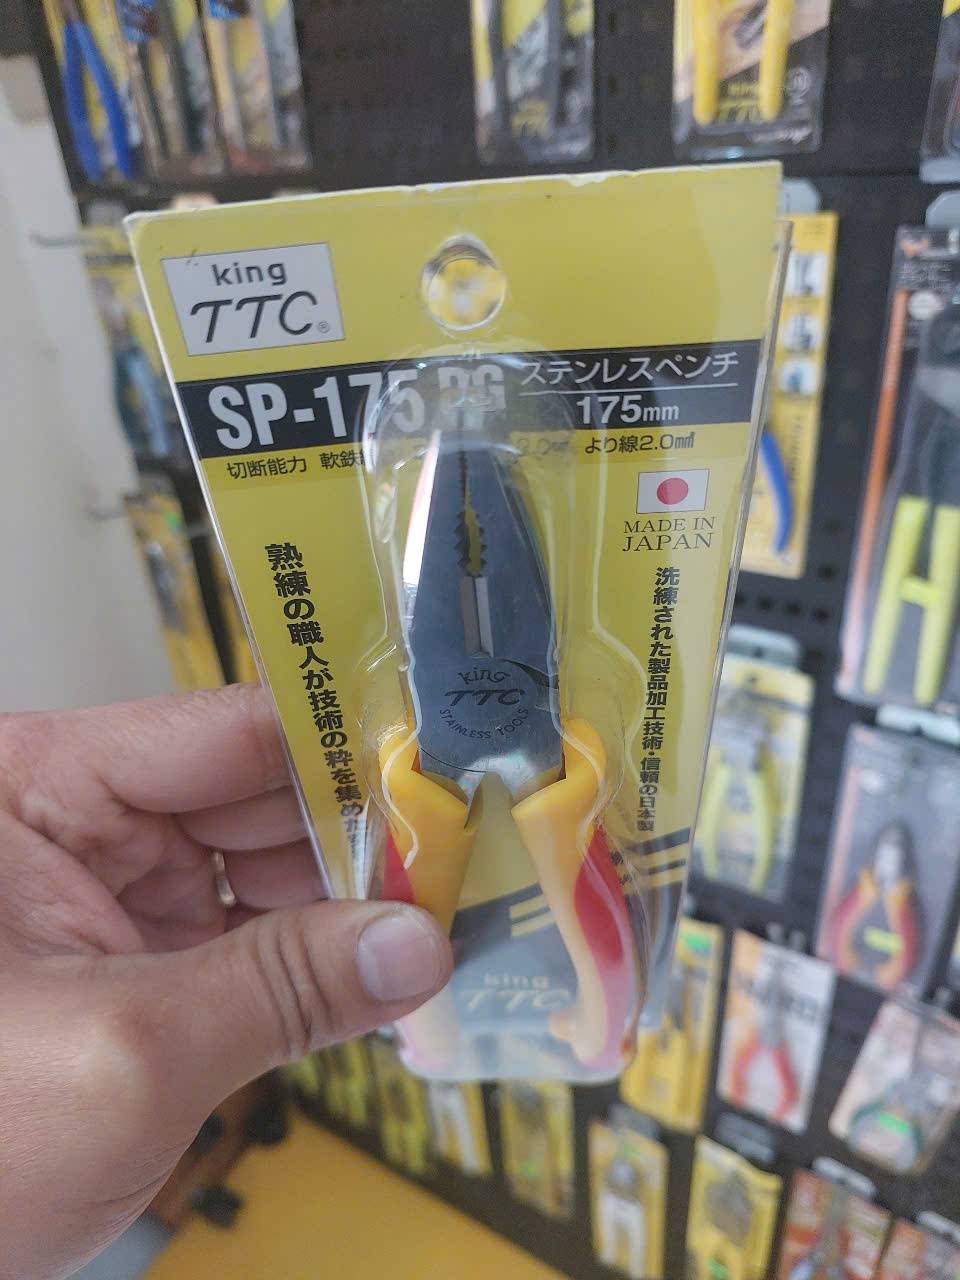 king
TTC®
SP-175 DG
ステンレスペンチ
175mm
切断能力 軟鉄
より線2.0㎟
MADE IN
JAPAN
熟練の職人が技術の粋を集め
洗練された製品加工技術・信頼の日本製
king
TTC
STAINLESS TOOLS
king
TTC